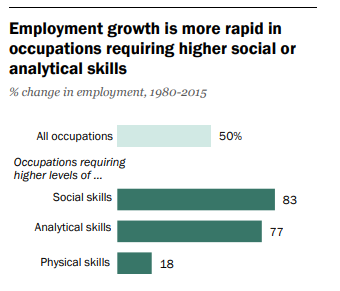 Employment growth is more rapid in
occupations requiring higher social or
analytical skills
% change in employment, 1980-2015
All occupations 50%
Occupations requiring
higher levels of ...
Social skills 83
Analytical skills 77
Physical skills 18